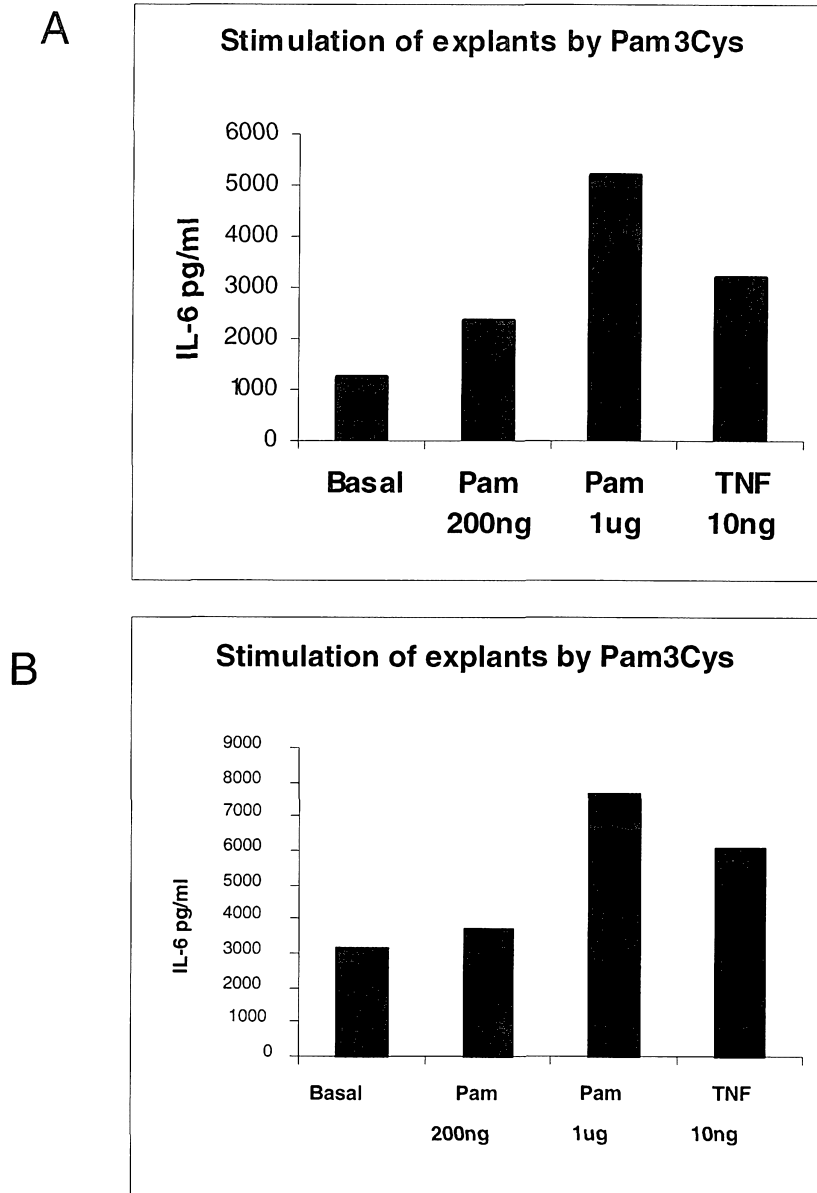 A
Stimulation of explants by Pam3Cys
6000
5000
4000
3000
2000
1000
0
IL-6 pg/ml
Basal Pam Pam TNF
200ng 1ug 10ng
B
Stimulation of explants by Pam3Cys
9000
8000
7000
6000
5000
4000
3000
2000
1000
0
IL-6 pg/ml
Basal Pam Pam TNF
200ng 1ug 10ng